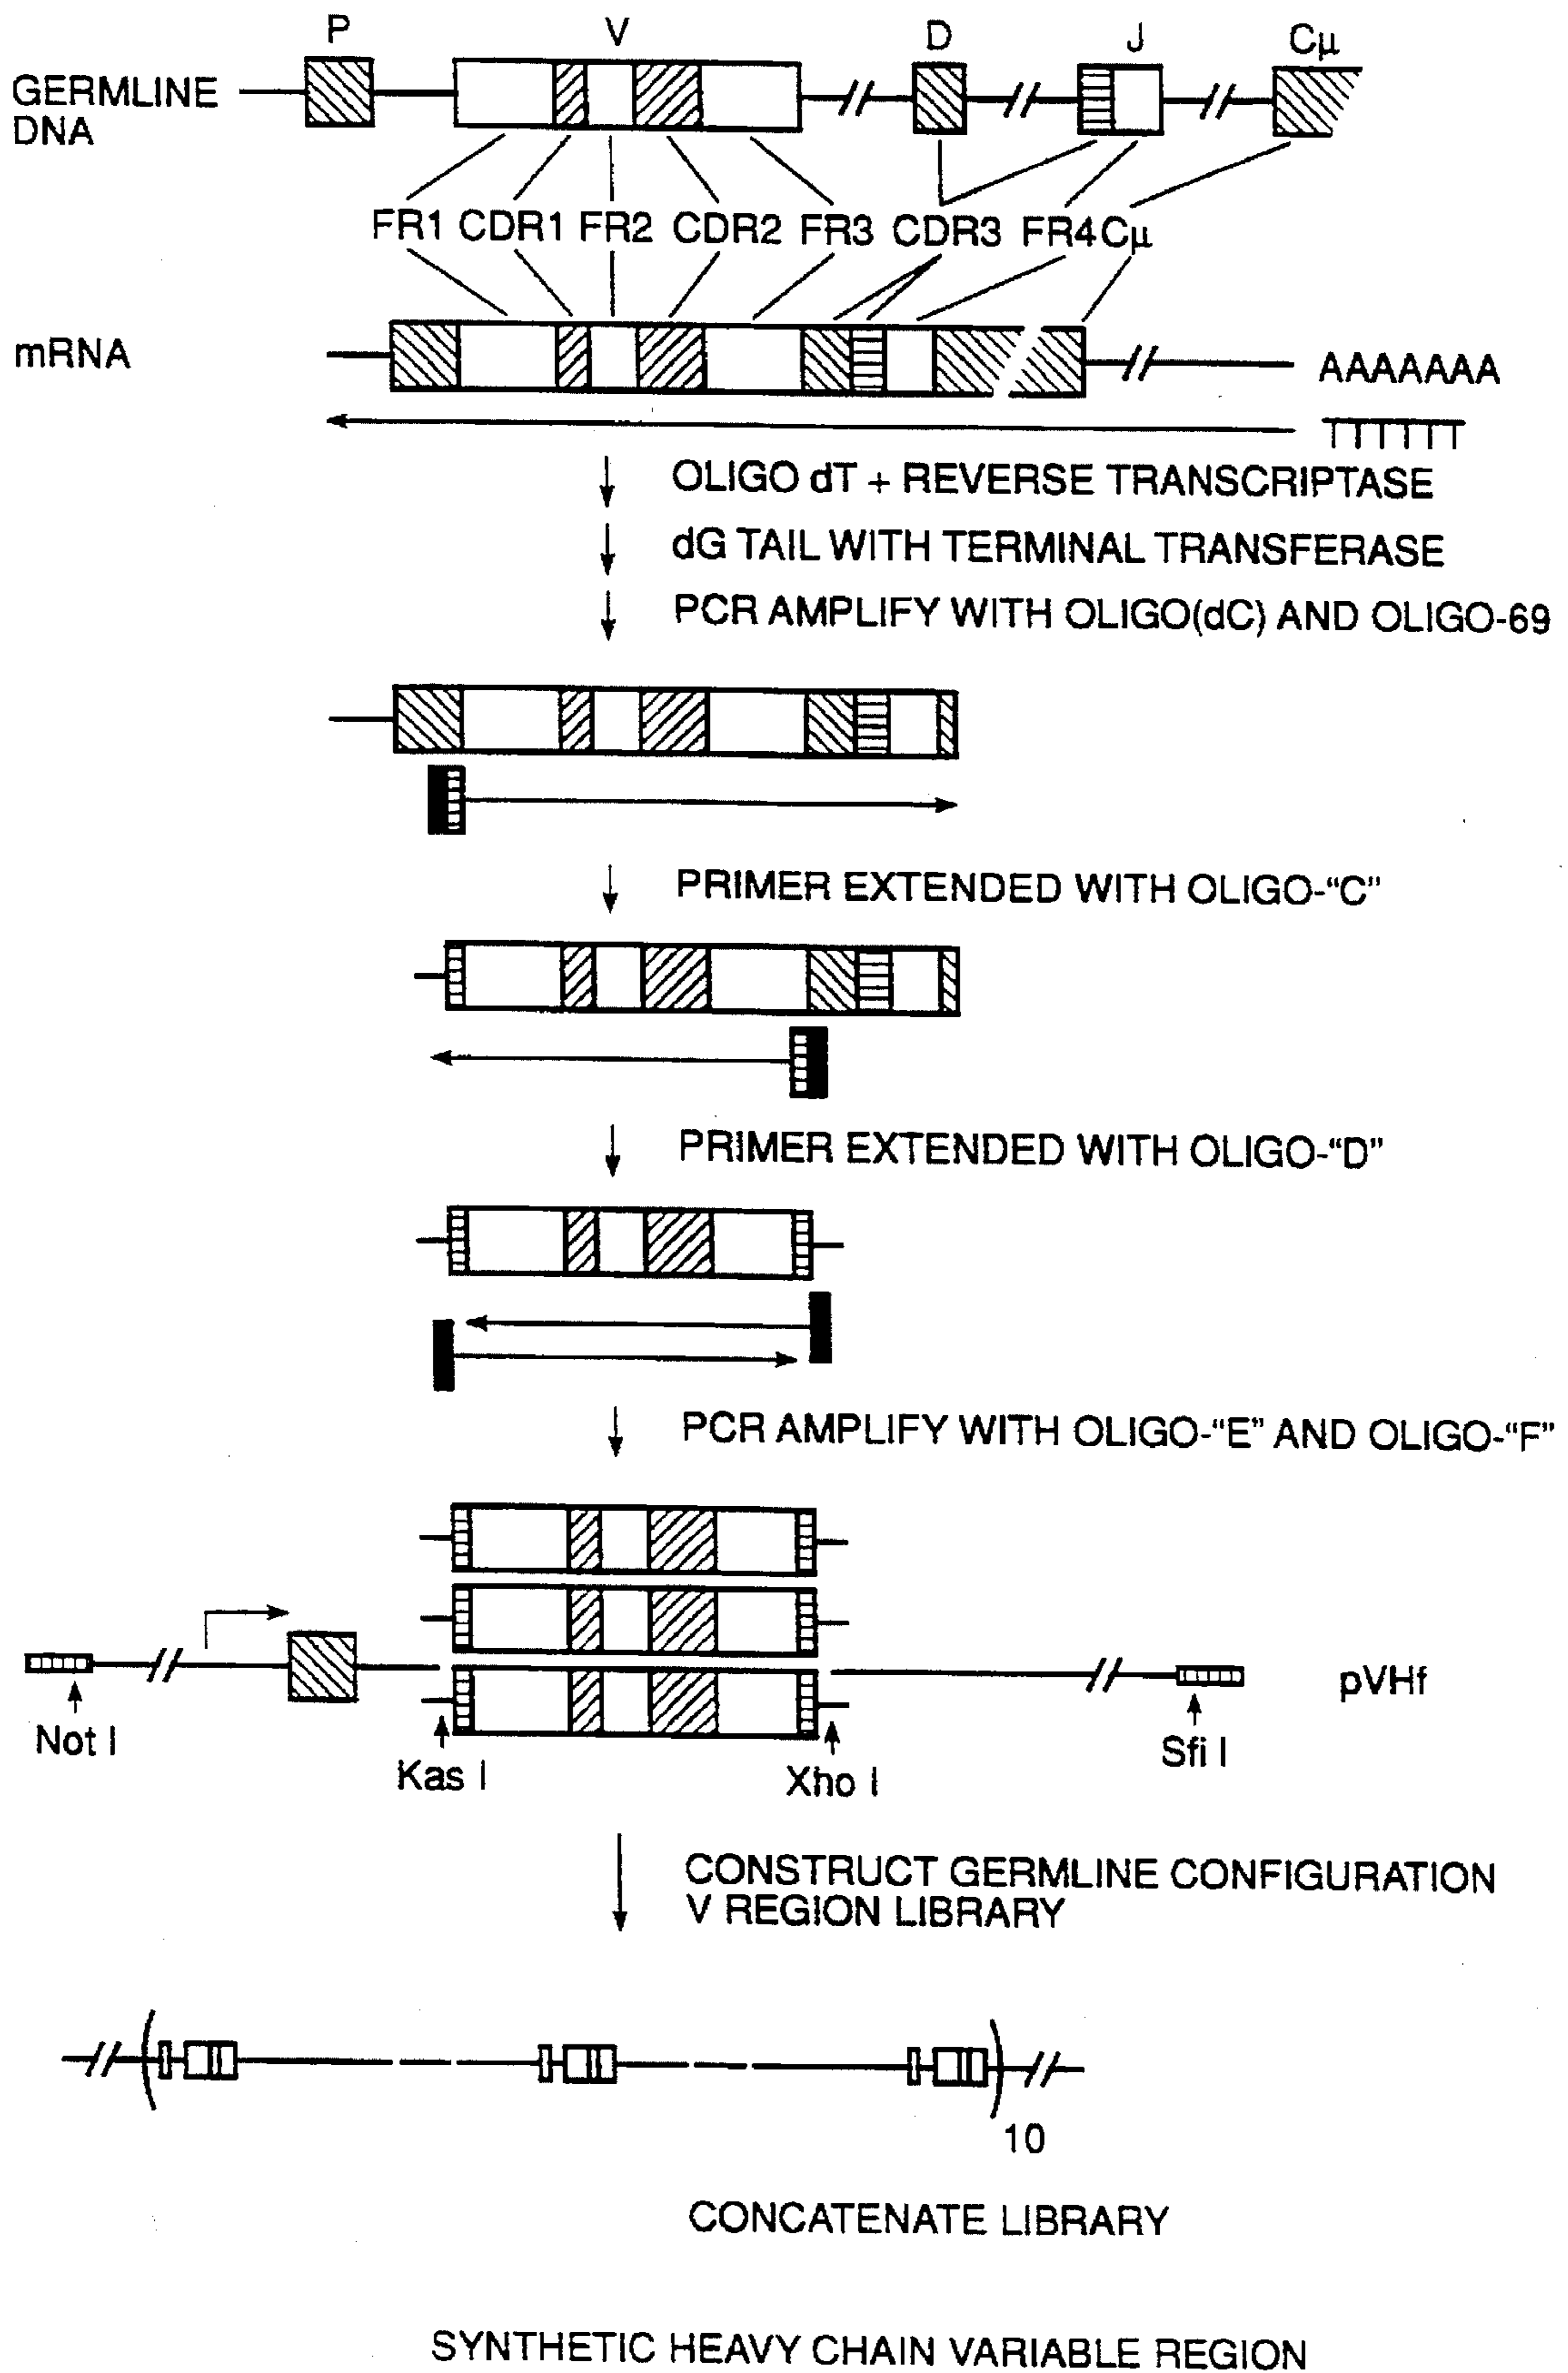 P V D J Cμ
GERMLINE
DNA
FR1 CDR1 FR2 CDR2 FR3 CDR3 FR4 Cμ
mRNA
AAAAAAA
TTTTTT
OLIGO dT + REVERSE TRANSCRIPTASE
dG TAIL WITH TERMINAL TRANSFERASE
PCR AMPLIFY WITH OLIGO(dC) AND OLIGO-69
PRIMER EXTENDED WITH OLIGO-“C”
PRIMER EXTENDED WITH OLIGO-“D”
PCR AMPLIFY WITH OLIGO-“E” AND OLIGO-“F”
pVHf
Not I
Sfi I
Kas I
Xho I
CONSTRUCT GERMLINE CONFIGURATION
V REGION LIBRARY
10
CONCATENATE LIBRARY
SYNTHETIC HEAVY CHAIN VARIABLE REGION